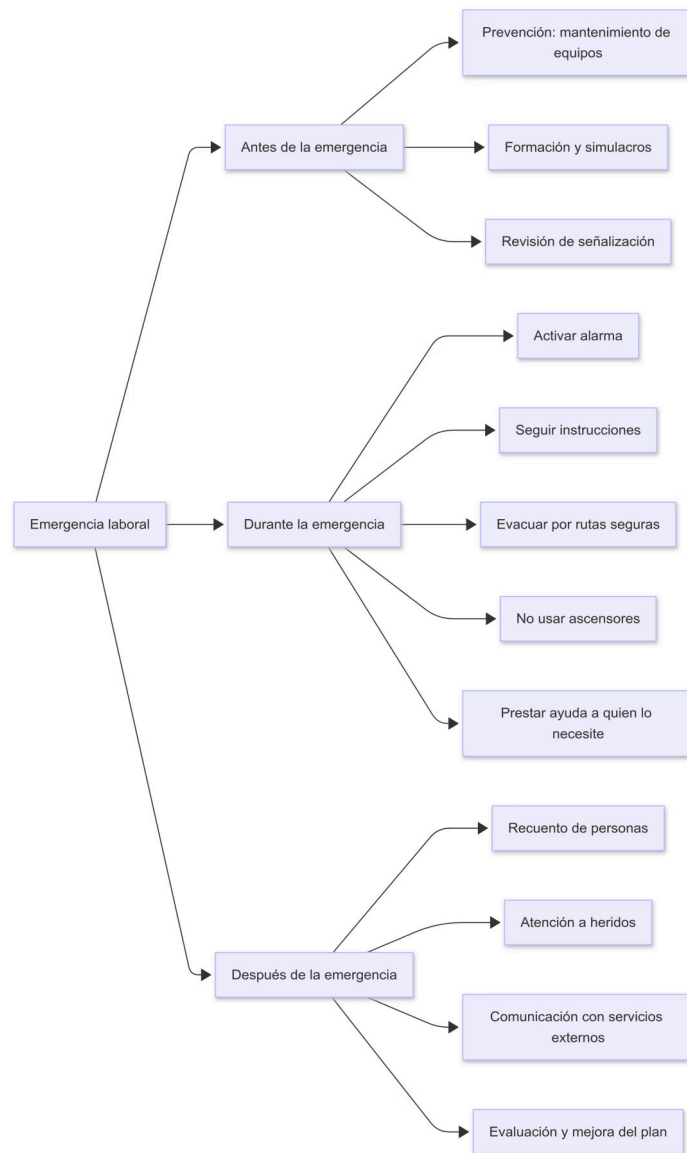 Prevención: mantenimiento de
equipos
Antes de la emergencia
Formación y simulacros
Revisión de señalización
Activar alarma
Seguir instrucciones
Emergencia laboral
Durante la emergencia
Evacuar por rutas seguras
No usar ascensores
Prestar ayuda a quien lo
necesite
Recuento de personas
Atención a heridos
Después de la emergencia
Comunicación con servicios
externos
Evaluación y mejora del plan